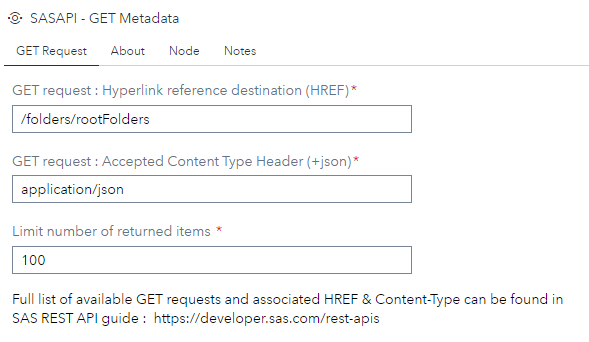 SASAPI - GET Metadata
GET Request About Node Notes
GET request : Hyperlink reference destination (HREF)*
/folders/rootFolders
GET request : Accepted Content Type Header (+json)*
application/json
Limit number of returned items *
100
Full list of available GET requests and associated HREF & Content-Type can be found in
SAS REST API guide : https://developer.sas.com/rest-apis